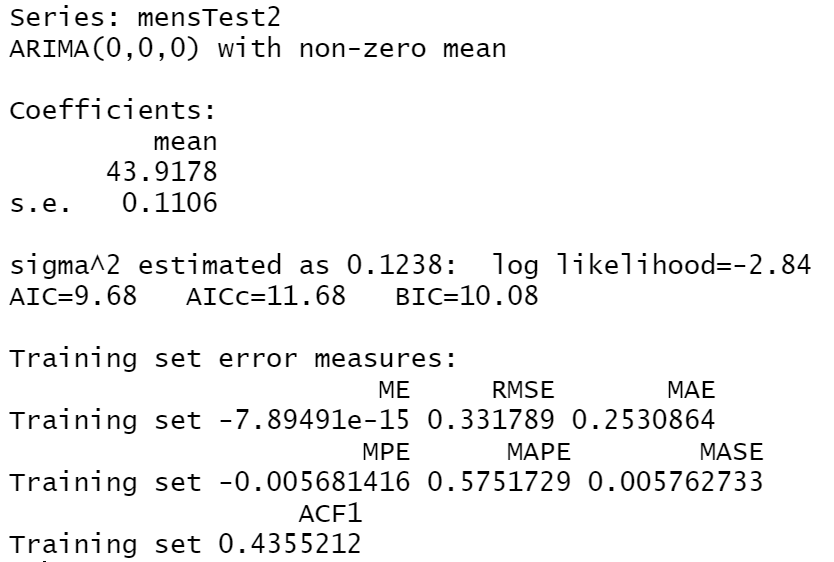 Series: mensTest2
ARIMA(0,0,0) with non-zero mean
Coefficients:
mean
43.9178
s.e. 0.1106
sigma^2 estimated as 0.1238: log likelihood=-2.84
AIC=9.68 AICc=11.68 BIC=10.08
Training set error measures:
ME RMSE MAE
Training set -7.89491e-15 0.331789 0.2530864
MPE MAPE MASE
Training set -0.005681416 0.5751729 0.005762733
ACF1
Training set 0.4355212